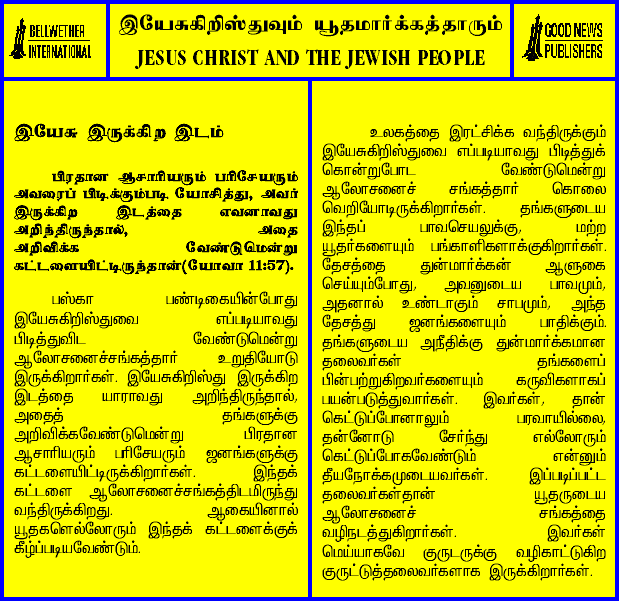 BELLWETHER
INTERNATIONAL
இயேசுகிறிஸ்துவும் யூதமார்க்கத்தாரும்
JESUS CHRIST AND THE JEWISH PEOPLE
GOOD NEWS
PUBLISHERS
இயேசு இருக்கிற இடம்
பிரதான ஆசாரியரும் பரிசேயரும்
அவரைப் பிடிக்கும்படி யோசித்து, அவர்
இருக்கிற இடத்தை எவனாவது
அறிந்திருந்தால், அதை
அறிவிக்க வேண்டுமென்று
கட்டளையிட்டிருந்தான்(யோவா 11:57).
பஸ்கா பண்டிகையின்போது
இயேசுகிறிஸ்துவை எப்படியாவது
பிடித்துவிட வேண்டுமென்று
ஆலோசனைச்சங்கத்தார் உறுதியோடு
இருக்கிறார்கள். இயேசுகிறிஸ்து இருக்கிற
இடத்தை யாராவது அறிந்திருந்தால்,
அதைத் தங்களுக்கு
அறிவிக்கவேண்டுமென்று பிரதான
ஆசாரியரும் பரிசேயரும் ஜனங்களுக்கு
கட்டளையிட்டிருக்கிறார்கள். இந்தக்
கட்டளை ஆலோசனைச்சங்கத்திடமிருந்து
வந்திருக்கிறது. ஆகையினால்
யூதகளெல்லோரும் இந்தக் கட்டளைக்குக்
கீழ்ப்படியவேண்டும்.
உலகத்தை இரட்சிக்க வந்திருக்கும்
இயேசுகிறிஸ்துவை எப்படியாவது பிடித்துக்
கொன்றுபோட வேண்டுமென்று
ஆலோசனைச் சங்கத்தார் கொலை
வெறியோடிருக்கிறார்கள். தங்களுடைய
இந்தப் பாவசெயலுக்கு, மற்ற
யூதர்களையும் பங்காளிகளாக்குகிறார்கள்.
தேசத்தை துன்மார்க்கன் ஆளுகை
செய்யும்போது, அவனுடைய பாவமும்,
அதனால் உண்டாகும் சாபமும், அந்த
தேசத்து ஜனங்களையும் பாதிக்கும்.
தங்களுடைய அநீதிக்கு துன்மார்க்கமான
தலைவர்கள் தங்களைப்
பின்பற்றுகிறவர்களையும் கருவிகளாகப்
பயன்படுத்துவார்கள். இவர்கள், தான்
கெட்டுப்போனாலும் பரவாயில்லை,
தன்னோடு சேர்ந்து எல்லோரும்
கெட்டுப்போகவேண்டும் என்னும்
தீயநோக்கமுடையவர்கள். இப்படிப்பட்ட
தலைவர்கள்தான் யூதருடைய
ஆலோசனைச் சங்கத்தை
வழிநடத்துகிறார்கள். இவர்கள்
மெய்யாகவே குருடருக்கு வழிகாட்டுகிற
குருட்டுத்தலைவர்களாக இருக்கிறார்கள்.